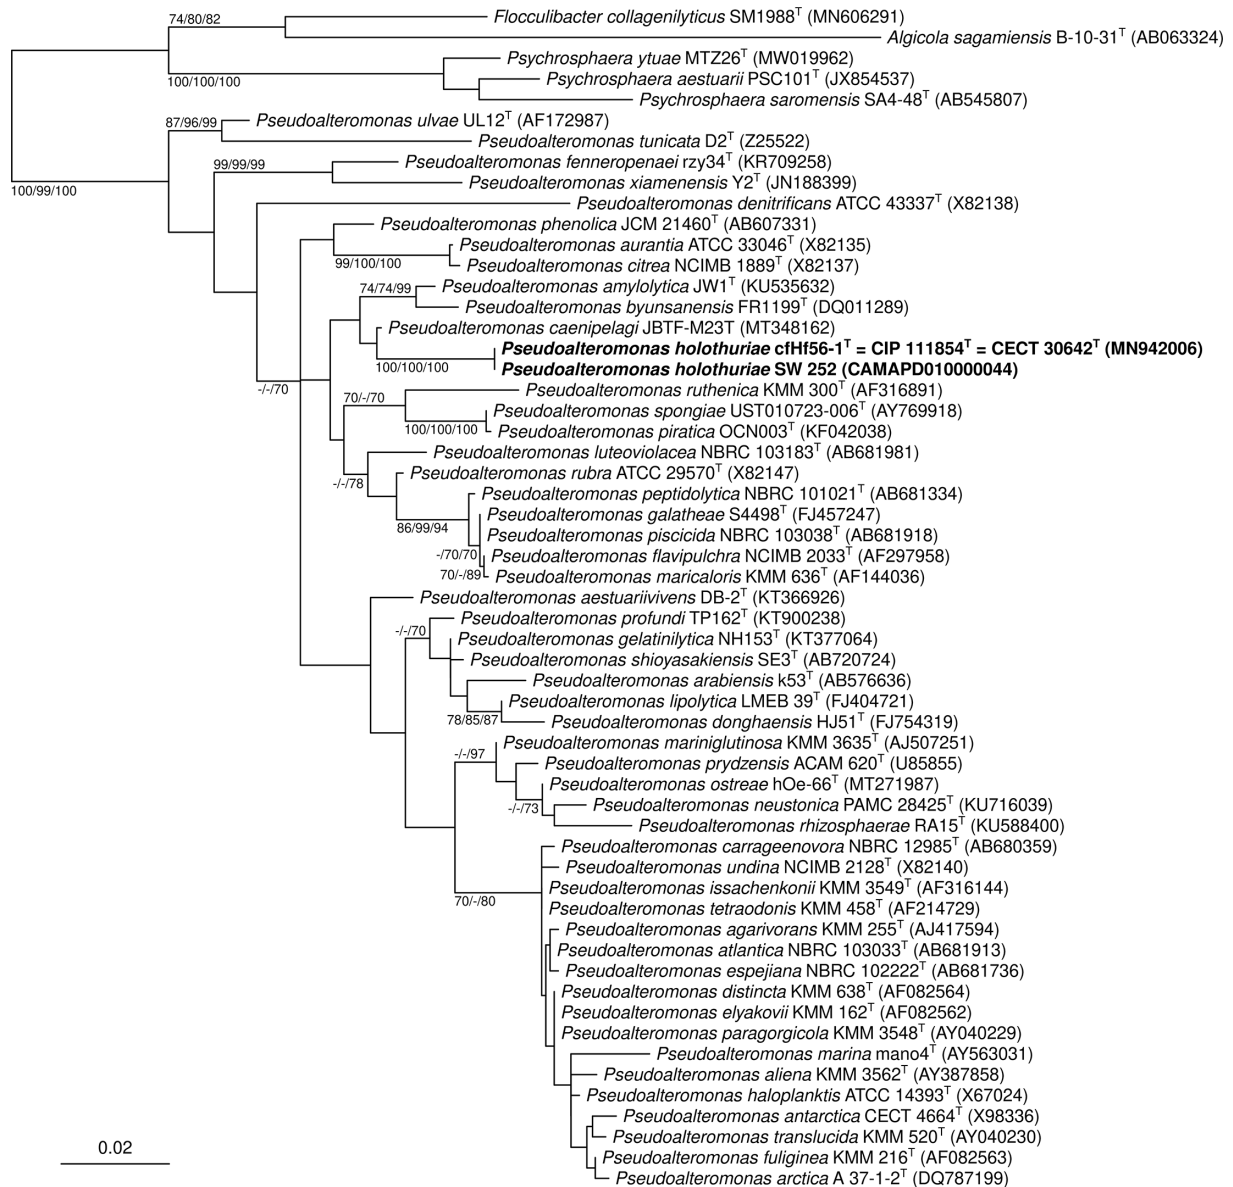 74/80/82
Flocculibacter collagenilyticus SM1988ᵀ (MN606291)
Algicola sagamiensis B-10-31ᵀ (AB063324)
Psychrosphaera ytuae MTZ26ᵀ (MW019962)
100/100/100
Psychrosphaera aestuarii PSC101ᵀ (JX854537)
Psychrosphaera saromensis SA4-48ᵀ (AB545807)
87/96/99
Pseudoalteromonas ulvae UL12ᵀ (AF172987)
Pseudoalteromonas tunicata D2ᵀ (Z25522)
99/99/99
Pseudoalteromonas fenneropenaei rzy34ᵀ (KR709258)
Pseudoalteromonas xiamenensis Y2ᵀ (JN188399)
100/99/100
Pseudoalteromonas denitrificans ATCC 43337ᵀ (X82138)
Pseudoalteromonas phenolica JCM 21460ᵀ (AB607331)
Pseudoalteromonas aurantia ATCC 33046ᵀ (X82135)
99/100/100
Pseudoalteromonas citrea NCIMB 1889ᵀ (X82137)
74/74/99
Pseudoalteromonas amylolytica JW1ᵀ (KU535632)
Pseudoalteromonas byunsanensis FR1199ᵀ (DQ011289)
Pseudoalteromonas caenipelagi JBTF-M23T (MT348162)
Pseudoalteromonas holothuriae cfHf56-1ᵀ = CIP 111854ᵀ = CECT 30642ᵀ (MN942006)
100/100/100
Pseudoalteromonas holothuriae SW 252 (CAMAPD010000044)
-/-/70
Pseudoalteromonas ruthenica KMM 300ᵀ (AF316891)
70/-/70
Pseudoalteromonas spongiae UST010723-006ᵀ (AY769918)
100/100/100
Pseudoalteromonas piratica OCN003ᵀ (KF042038)
Pseudoalteromonas luteoviolacea NBRC 103183ᵀ (AB681981)
Pseudoalteromonas rubra ATCC 29570ᵀ (X82147)
-/-/78
Pseudoalteromonas peptidolytica NBRC 101021ᵀ (AB681334)
Pseudoalteromonas galatheae S4498ᵀ (FJ457247)
86/99/94
Pseudoalteromonas piscicida NBRC 103038ᵀ (AB681918)
-/70/70
Pseudoalteromonas flavipulchra NCIMB 2033ᵀ (AF297958)
70/-/89
Pseudoalteromonas maricaloris KMM 636ᵀ (AF144036)
Pseudoalteromonas aestuariivivens DB-2ᵀ (KT366926)
Pseudoalteromonas profundi TP162ᵀ (KT900238)
-/-/70
Pseudoalteromonas gelatinilytica NH153ᵀ (KT377064)
Pseudoalteromonas shioyasakiensis SE3ᵀ (AB720724)
Pseudoalteromonas arabiensis k53ᵀ (AB576636)
Pseudoalteromonas lipolytica LMEB 39ᵀ (FJ404721)
78/85/87
Pseudoalteromonas donghaensis HJ51ᵀ (FJ754319)
Pseudoalteromonas mariniglutinosa KMM 3635ᵀ (AJ507251)
-/-/97
Pseudoalteromonas prydzensis ACAM 620ᵀ (U85855)
Pseudoalteromonas ostreae hOe-66ᵀ (MT271987)
-/-/73
Pseudoalteromonas neustonica PAMC 28425ᵀ (KU716039)
Pseudoalteromonas rhizosphaerae RA15ᵀ (KU588400)
Pseudoalteromonas carrageenovora NBRC 12985ᵀ (AB680359)
Pseudoalteromonas undina NCIMB 2128ᵀ (X82140)
Pseudoalteromonas issachenkonii KMM 3549ᵀ (AF316144)
70/-/80
Pseudoalteromonas tetraodonis KMM 458ᵀ (AF214729)
Pseudoalteromonas agarivorans KMM 255ᵀ (AJ417594)
Pseudoalteromonas atlantica NBRC 103033ᵀ (AB681913)
Pseudoalteromonas espejiana NBRC 102222ᵀ (AB681736)
Pseudoalteromonas distincta KMM 638ᵀ (AF082564)
Pseudoalteromonas elyakovii KMM 162ᵀ (AF082562)
Pseudoalteromonas paragorgicola KMM 3548ᵀ (AY040229)
Pseudoalteromonas marina mano4ᵀ (AY563031)
Pseudoalteromonas aliena KMM 3562ᵀ (AY387858)
Pseudoalteromonas haloplanktis ATCC 14393ᵀ (X67024)
Pseudoalteromonas antarctica CECT 4664ᵀ (X98336)
Pseudoalteromonas translucida KMM 520ᵀ (AY040230)
Pseudoalteromonas fuliginea KMM 216ᵀ (AF082563)
Pseudoalteromonas arctica A 37-1-2ᵀ (DQ787199)
0.02